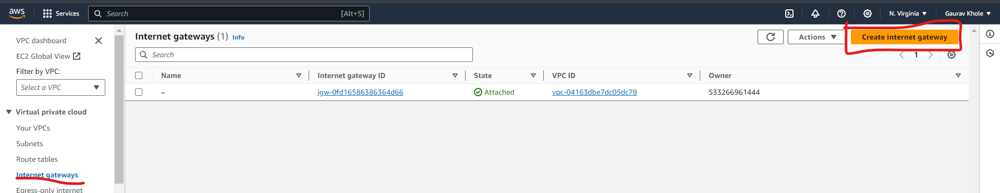 aws Services Search [Alt+S] N. Virginia Gaurav Khole
VPC dashboard
EC2 Global View
Filter by VPC:
Select a VPC
Virtual private cloud
Your VPCs
Subnets
Route tables
Internet gateways
Egress-only internet
Internet gateways (1) Info
Actions
Create internet gateway
Search
1
Name Internet gateway ID State VPC ID Owner
– igw-0fd16586386364d66 Attached vpc-04163dbe7dc05dc79 533266961444